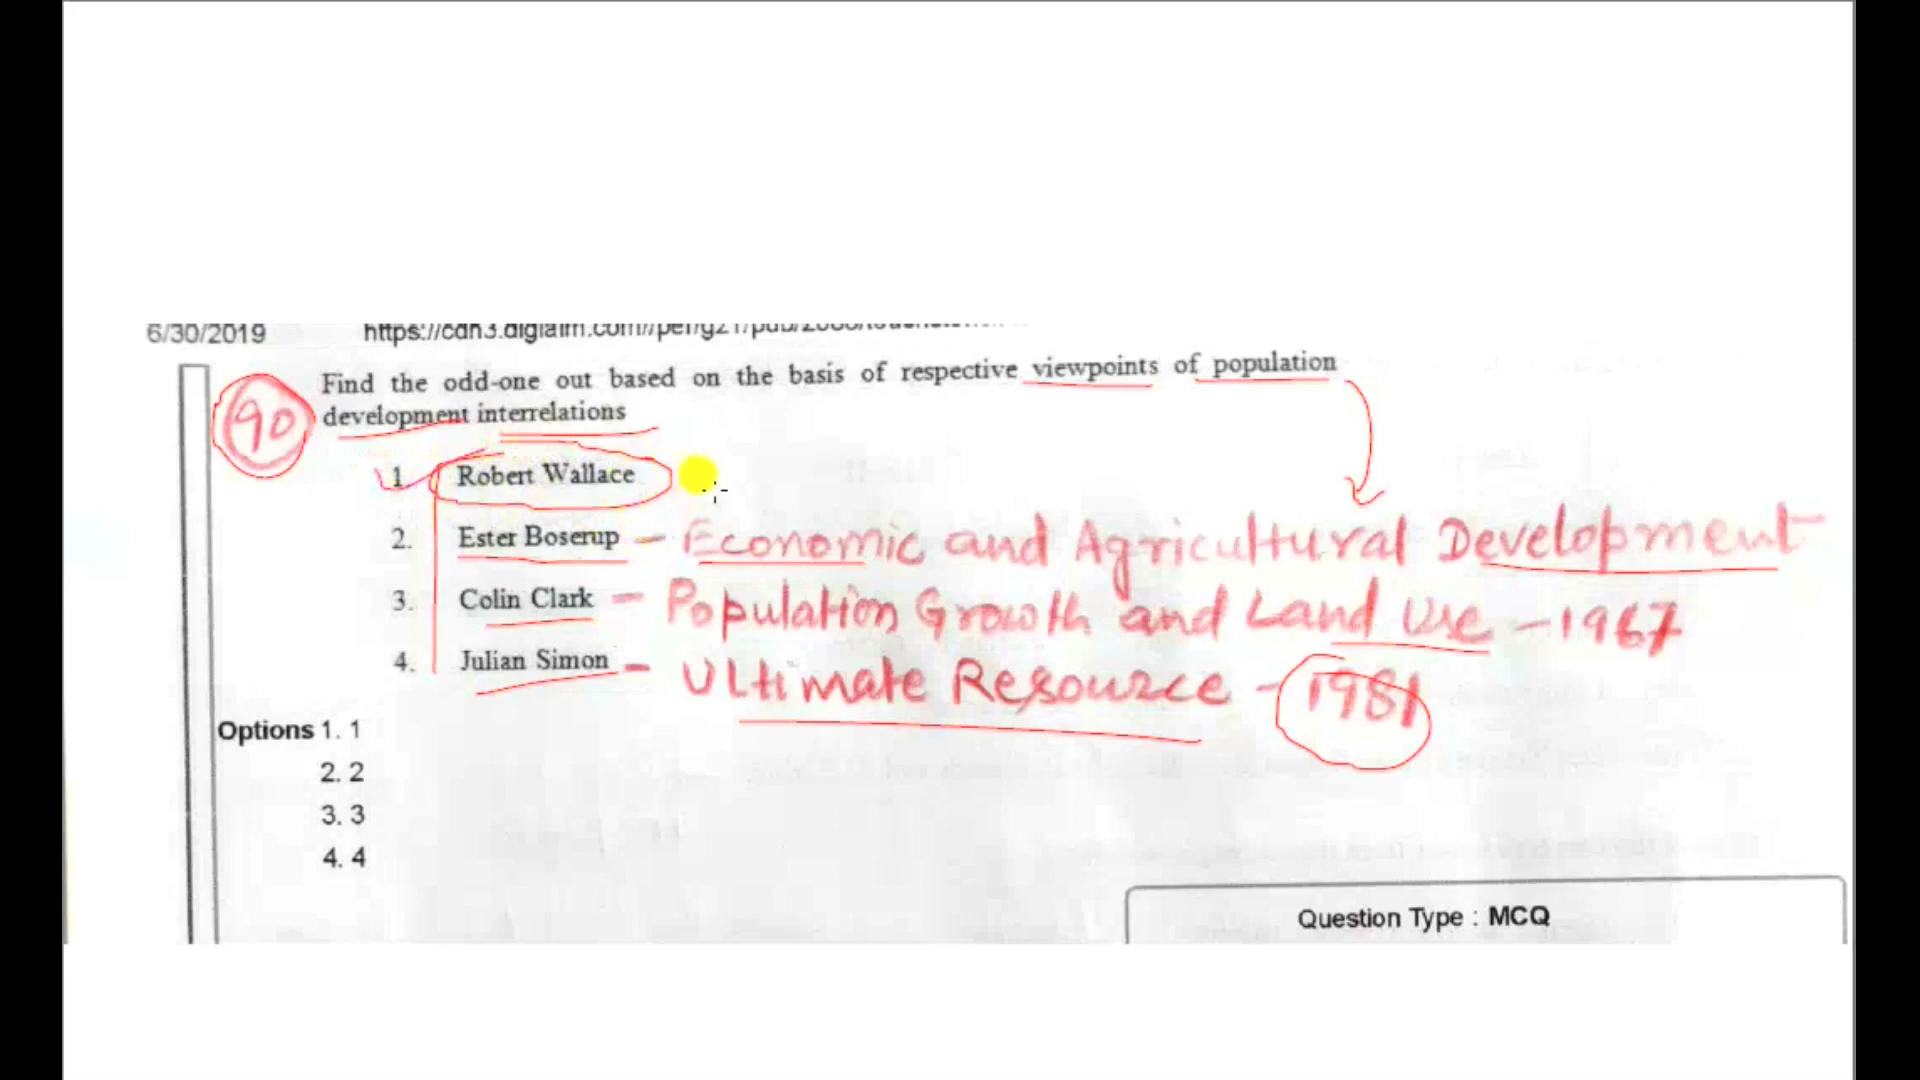 6/30/2019
Find the odd-one out based on the basis of respective viewpoints of population
development interrelations
90
1. Robert Wallace
2. Ester Boserup - Economic and Agricultural Development
3. Colin Clark - Population Growth and Land Use - 1967
4. Julian Simon - Ultimate Resource - 1981
Options 1. 1
2. 2
3. 3
4. 4
Question Type : MCQ